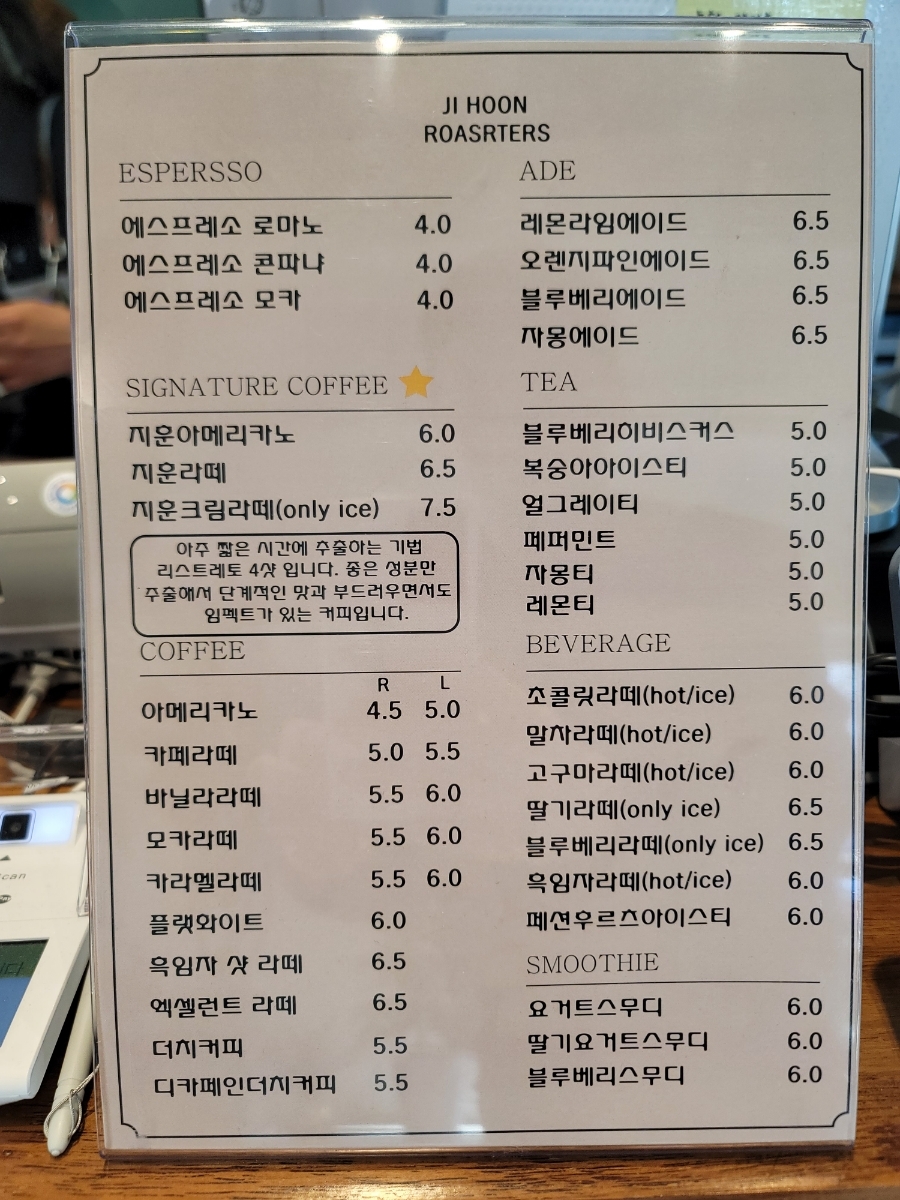 JI HOON
ROASRTERS
ESPERSSO
에스프레소 로마노 4.0
에스프레소 콘파냐 4.0
에스프레소 모카 4.0
SIGNATURE COFFEE
지훈아메리카노 6.0
지훈라떼 6.5
지훈크림라떼(only ice) 7.5
아주 짧은 시간에 추출하는 기법
리스트레토 4샷 입니다. 좋은 성분만
추출해서 단계적인 맛과 부드러우면서도
임펙트가 있는 커피입니다.
COFFEE
R L
아메리카노 4.5 5.0
카페라떼 5.0 5.5
바닐라라떼 5.5 6.0
모카라떼 5.5 6.0
카라멜라떼 5.5 6.0
플랫화이트 6.0
흑임자 샷 라떼 6.5
엑셀런트 라떼 6.5
더치커피 5.5
디카페인더치커피 5.5
ADE
레몬라임에이드 6.5
오렌지파인에이드 6.5
블루베리에이드 6.5
자몽에이드 6.5
TEA
블루베리히비스커스 5.0
복숭아아이스티 5.0
얼그레이티 5.0
페퍼민트 5.0
자몽티 5.0
레몬티 5.0
BEVERAGE
초콜릿라떼(hot/ice) 6.0
말차라떼(hot/ice) 6.0
고구마라떼(hot/ice) 6.0
딸기라떼(only ice) 6.5
블루베리라떼(only ice) 6.5
흑임자라떼(hot/ice) 6.0
페션후르츠아이스티 6.0
SMOOTHIE
요거트스무디 6.0
딸기요거트스무디 6.0
블루베리스무디 6.0